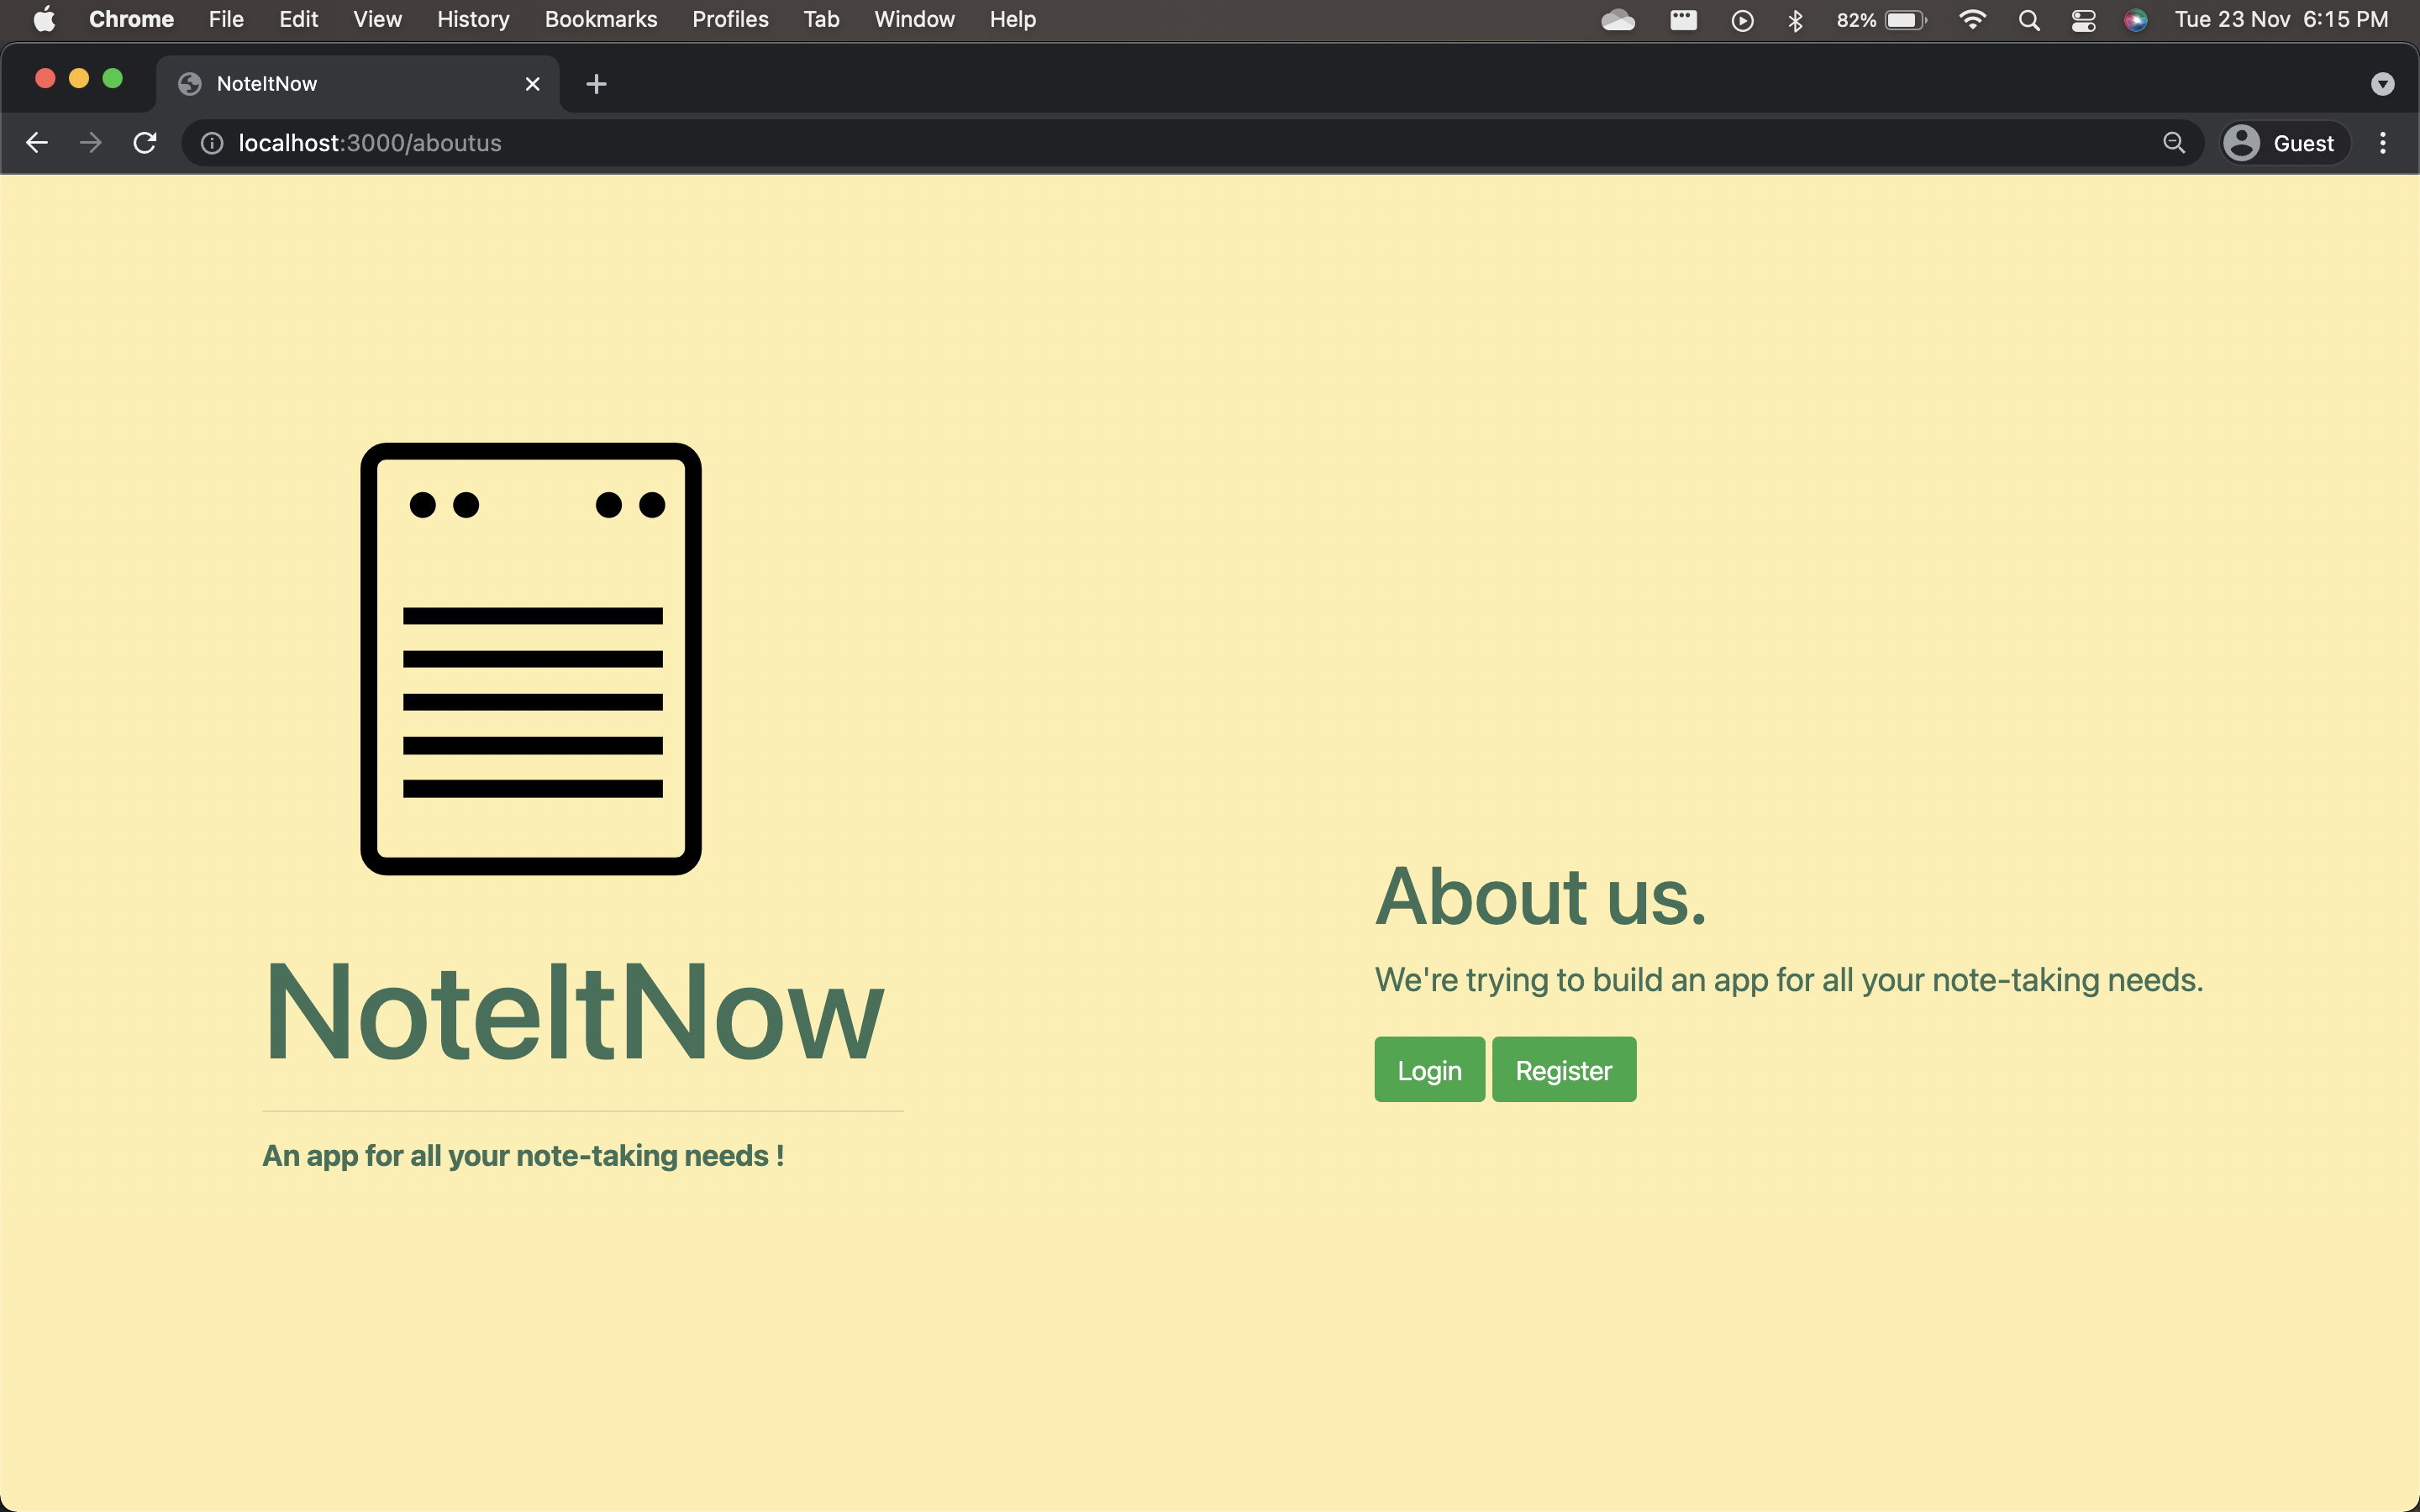 Chrome File Edit View History Bookmarks Profiles Tab Window Help 82% Tue 23 Nov 6:15 PM
NoteItNow
localhost:3000/aboutus Guest
NoteItNow
An app for all your note-taking needs !
About us.
We're trying to build an app for all your note-taking needs.
Login Register